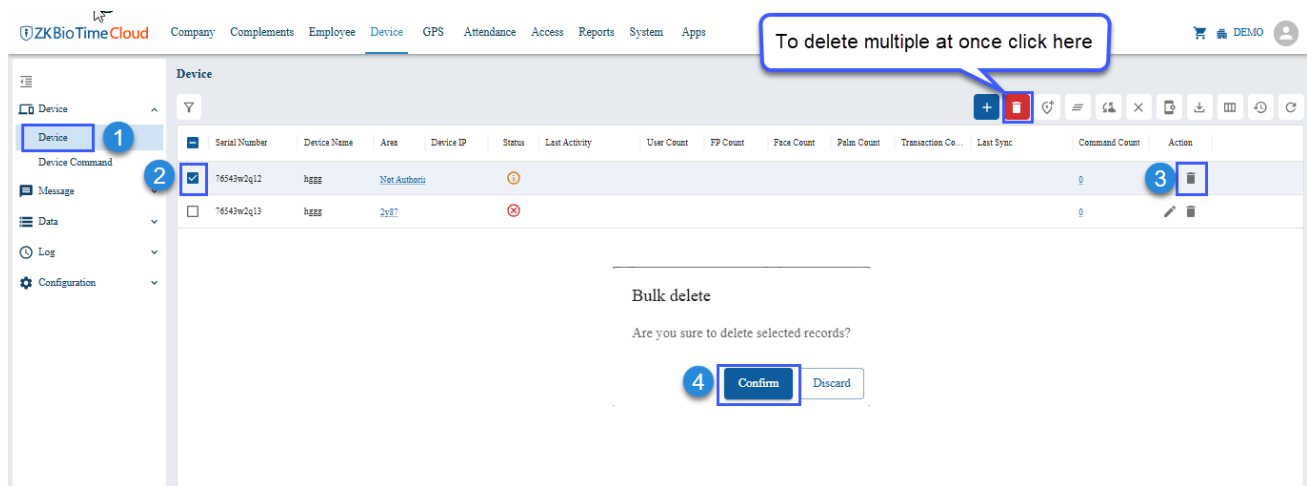 ZKBioTime Cloud Company Complements Employee Device GPS Attendance Access Reports System Apps DEMO
To delete multiple at once click here
Device
Device
Device
1
Device Command
Message
Data
Log
Configuration
Serial Number Device Name Area Device IP Status Last Activity User Count FP Count Face Count Palm Count Transaction Co... Last Sync Command Count Action
2 76543w2q12 hggg Not Authoris 0 3
76543w2q13 hggg 2y87 0
Bulk delete
Are you sure to delete selected records?
4 Confirm Discard